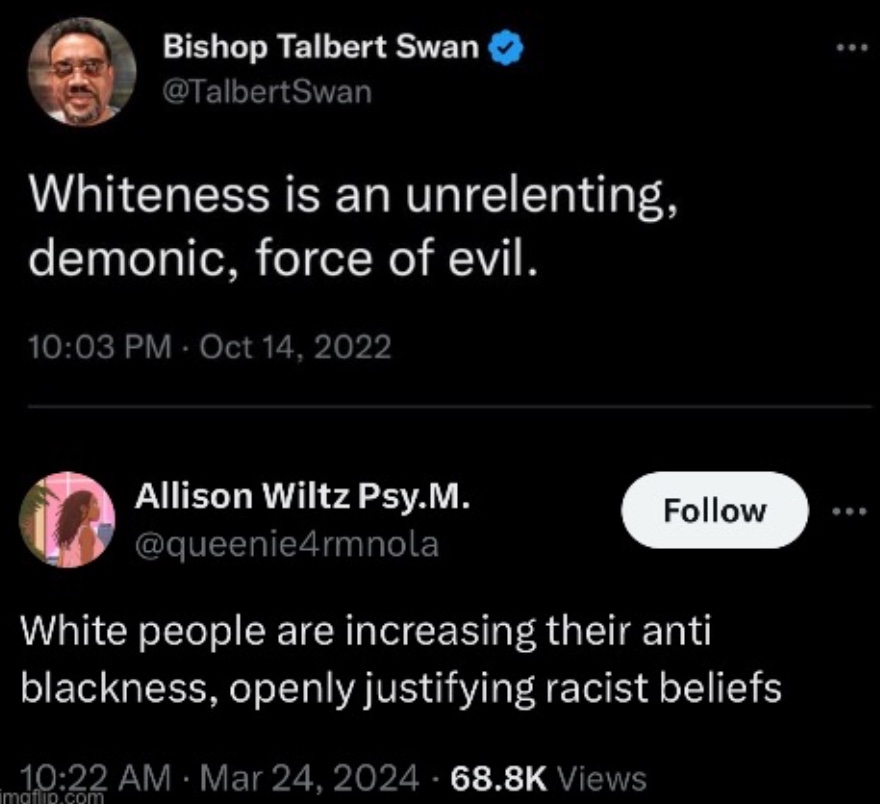 Bishop Talbert Swan
@TalbertSwan
Whiteness is an unrelenting,
demonic, force of evil.
10:03 PM · Oct 14, 2022
Allison Wiltz Psy.M.
Follow
@queenie4rmnola
White people are increasing their anti
blackness, openly justifying racist beliefs
10:22 AM · Mar 24, 2024 · 68.8K Views
imgflip.com